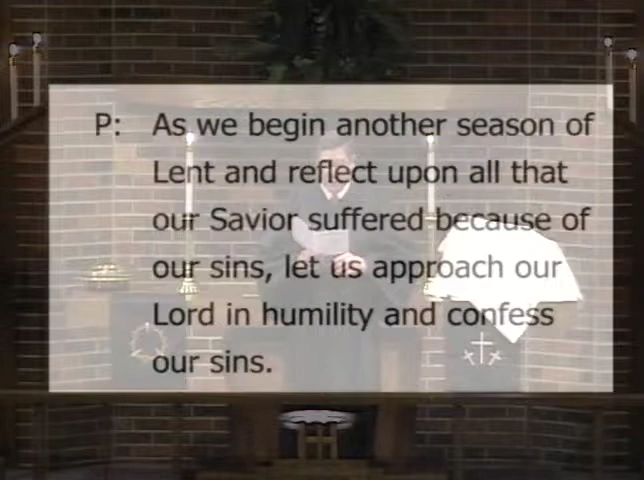 P: As we begin another season of
Lent and reflect upon all that
our Savior suffered because of
our sins, let us approach our
Lord in humility and confess
our sins.